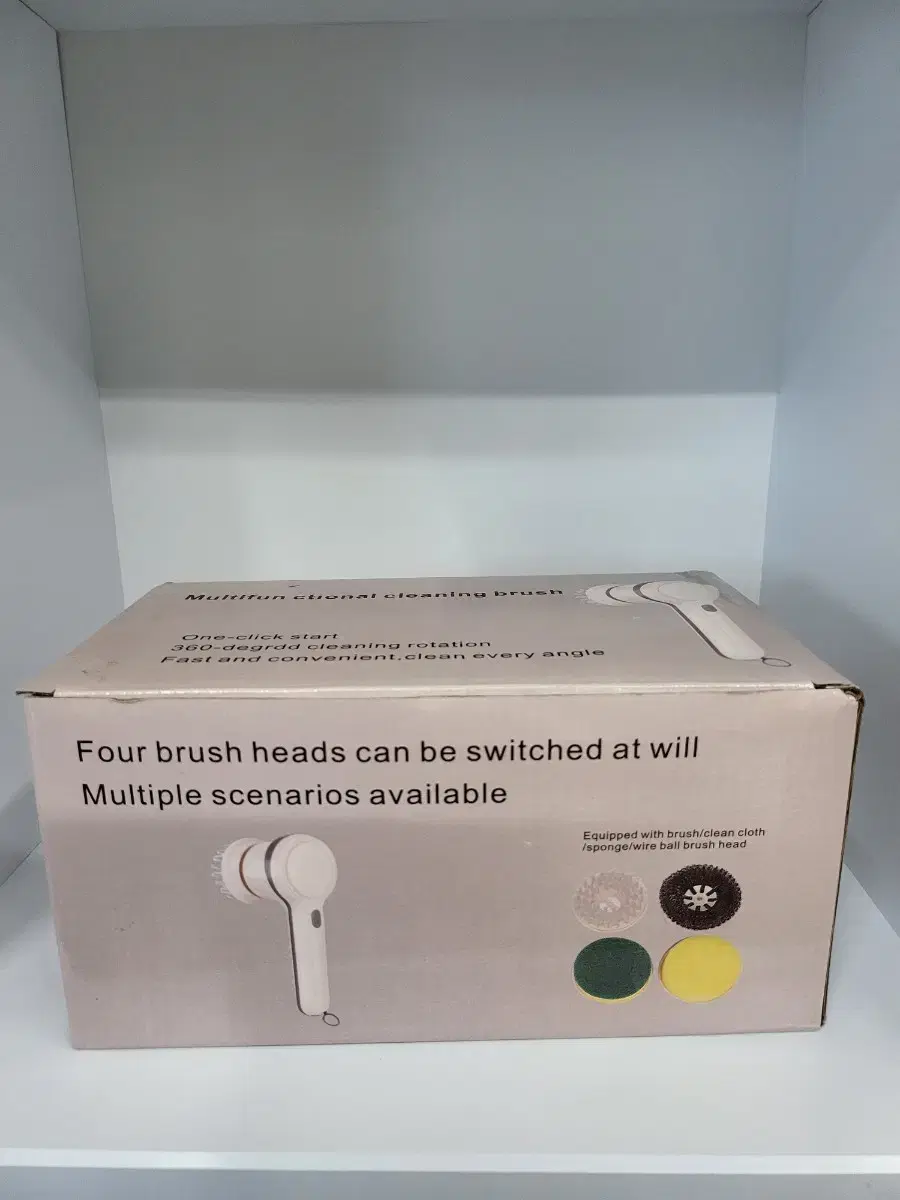 Multifun ctional cleaning brush
One-click start
360-degrdd cleaning rotation
Fast and convenient.clean every angle
Four brush heads can be switched at will
Multiple scenarios available
Equipped with brush/clean cloth
/sponge/wire ball brush head